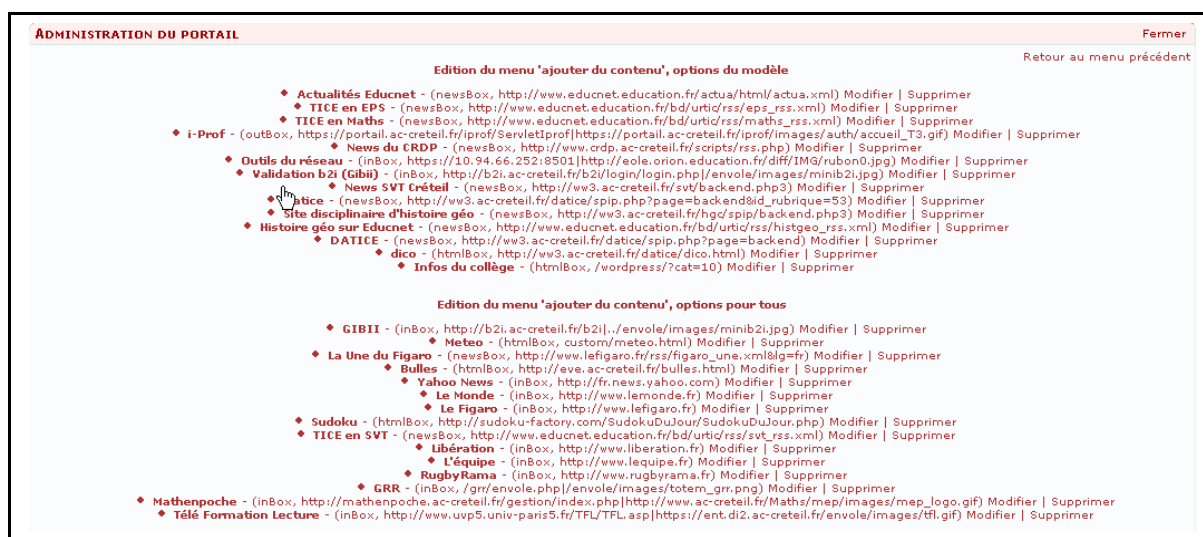 ADMINISTRATION DU PORTAIL Fermer
Retour au menu précédent
Edition du menu 'ajouter du contenu', options du modèle
Actualités Educnet - (newsBox, http://www.educnet.education.fr/actua/html/actua.xml) Modifier | Supprimer
TICE en EPS - (newsBox, http://www.educnet.education.fr/bd/urtic/rss/eps_rss.xml) Modifier | Supprimer
TICE en Maths - (newsBox, http://www.educnet.education.fr/bd/urtic/rss/maths_rss.xml) Modifier | Supprimer
i-Prof - (outBox, https://portail.ac-creteil.fr/iprof/ServletIprof|https://portail.ac-creteil.fr/iprof/images/auth/accueil_T3.gif) Modifier | Supprimer
News du CRDP - (newsBox, http://www.crdp.ac-creteil.fr/scripts/rss.php) Modifier | Supprimer
Outils du réseau - (inBox, https://10.94.66.252:8501|http://eole.orion.education.fr/diff/IMG/rubon0.jpg) Modifier | Supprimer
Validation b2i (Gibii) - (inBox, http://b2i.ac-creteil.fr/b2i/login/login.php|/envole/images/minib2i.jpg) Modifier | Supprimer
News SVT Créteil - (newsBox, http://ww3.ac-creteil.fr/svt/backend.php3) Modifier | Supprimer
atice - (newsBox, http://ww3.ac-creteil.fr/datice/spip.php?page=backend&id_rubrique=53) Modifier | Supprimer
Site disciplinaire d'histoire géo - (newsBox, http://ww3.ac-creteil.fr/hgc/spip/backend.php3) Modifier | Supprimer
Histoire géo sur Educnet - (newsBox, http://www.educnet.education.fr/bd/urtic/rss/histgeo_rss.xml) Modifier | Supprimer
DATICE - (newsBox, http://ww3.ac-creteil.fr/datice/spip.php?page=backend) Modifier | Supprimer
dico - (htmlBox, http://ww3.ac-creteil.fr/datice/dico.html) Modifier | Supprimer
Infos du collège - (htmlBox, /wordpress/?cat=10) Modifier | Supprimer
Edition du menu 'ajouter du contenu', options pour tous
GIBII - (inBox, http://b2i.ac-creteil.fr/b2i|../envole/images/minib2i.jpg) Modifier | Supprimer
Meteo - (htmlBox, custom/meteo.html) Modifier | Supprimer
La Une du Figaro - (newsBox, http://www.lefigaro.fr/rss/figaro_une.xml&lg=fr) Modifier | Supprimer
Bulles - (htmlBox, http://eve.ac-creteil.fr/bulles.html) Modifier | Supprimer
Yahoo News - (inBox, http://fr.news.yahoo.com) Modifier | Supprimer
Le Monde - (inBox, http://www.lemonde.fr) Modifier | Supprimer
Le Figaro - (inBox, http://www.lefigaro.fr) Modifier | Supprimer
Sudoku - (htmlBox, http://sudoku-factory.com/SudokuDuJour/SudokuDuJour.php) Modifier | Supprimer
TICE en SVT - (newsBox, http://www.educnet.education.fr/bd/urtic/rss/svt_rss.xml) Modifier | Supprimer
Libération - (inBox, http://www.liberation.fr) Modifier | Supprimer
L'équipe - (inBox, http://www.lequipe.fr) Modifier | Supprimer
RugbyRama - (inBox, http://www.rugbyrama.fr) Modifier | Supprimer
GRR - (inBox, /grr/envole.php|/envole/images/totem_grr.png) Modifier | Supprimer
Mathenpoche - (inBox, http://mathenpoche.ac-creteil.fr/gestion/index.php|http://www.ac-creteil.fr/Maths/mep/images/mep_logo.gif) Modifier | Supprimer
Télé Formation Lecture - (inBox, http://www.uvp5.univ-paris5.fr/TFL/TFL.asp|https://ent.di2.ac-creteil.fr/envole/images/tfl.gif) Modifier | Supprimer